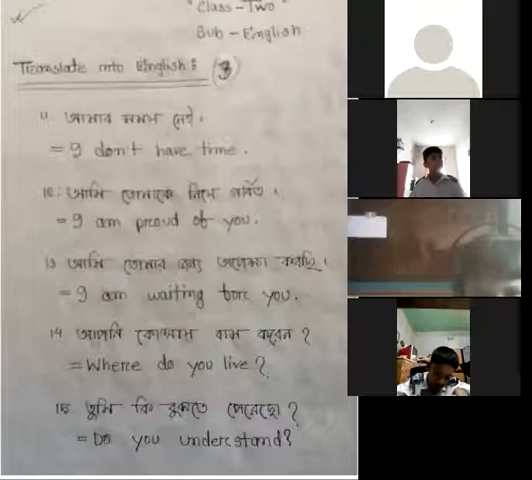 Class-Two
Sub-English
Translate into English: (3)
১১ আমার সময় নেই।
= I don't have time.
১২. আমি তোমাকে নিয়ে গর্বিত।
= I am proud of you.
১৩ আমি তোমার জন্য অপেক্ষা করছি।
= I am waiting for you.
১৪ আপনি কোথায় বাস করেন?
= Where do you live?
১৫ তুমি কি বুঝতে পেরেছো?
= Do you understand?